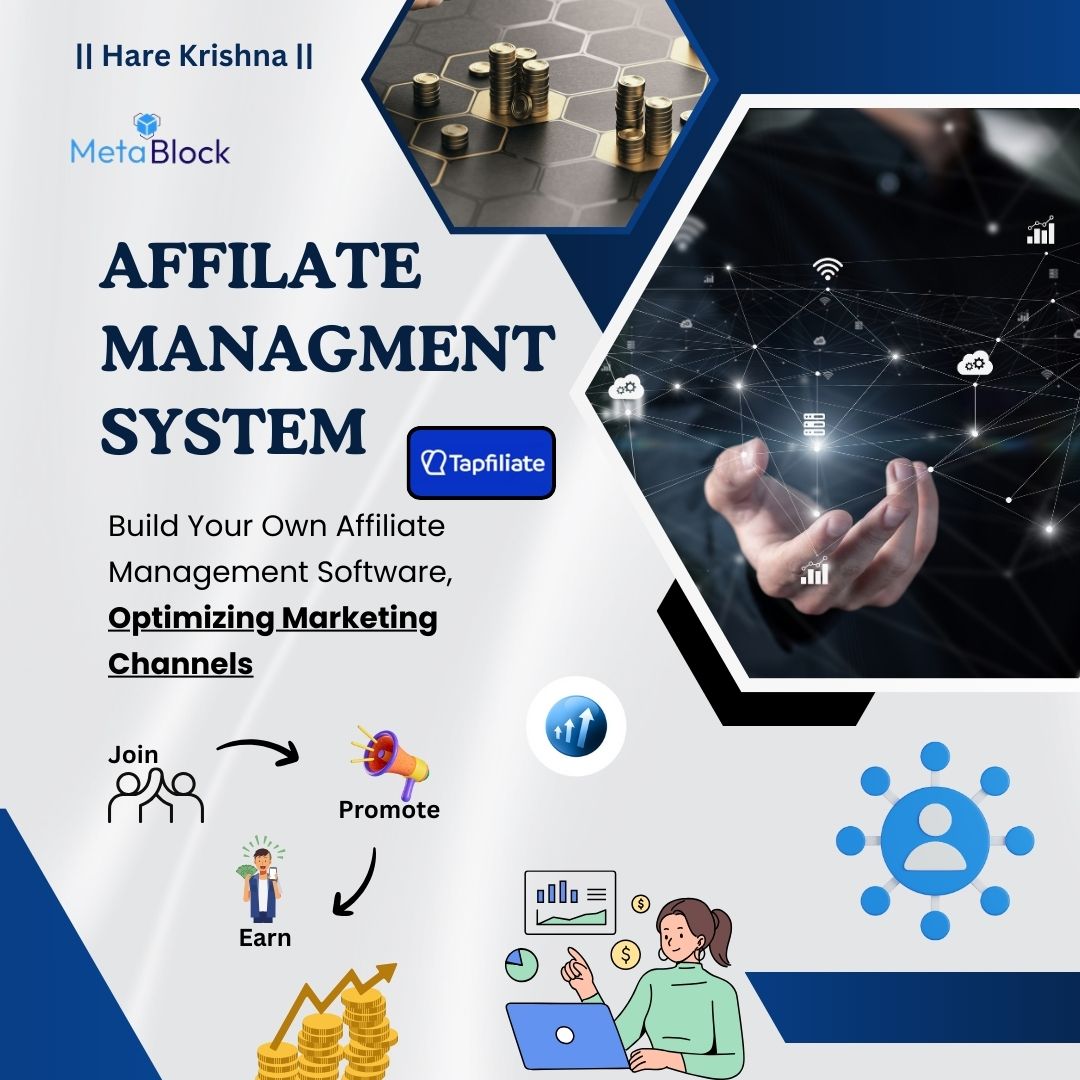 || Hare Krishna ||
MetaBlock
AFFILATE
MANAGMENT
SYSTEM
Tapfiliate
Build Your Own Affiliate
Management Software,
Optimizing Marketing
Channels
Join
Promote
Earn
$
$